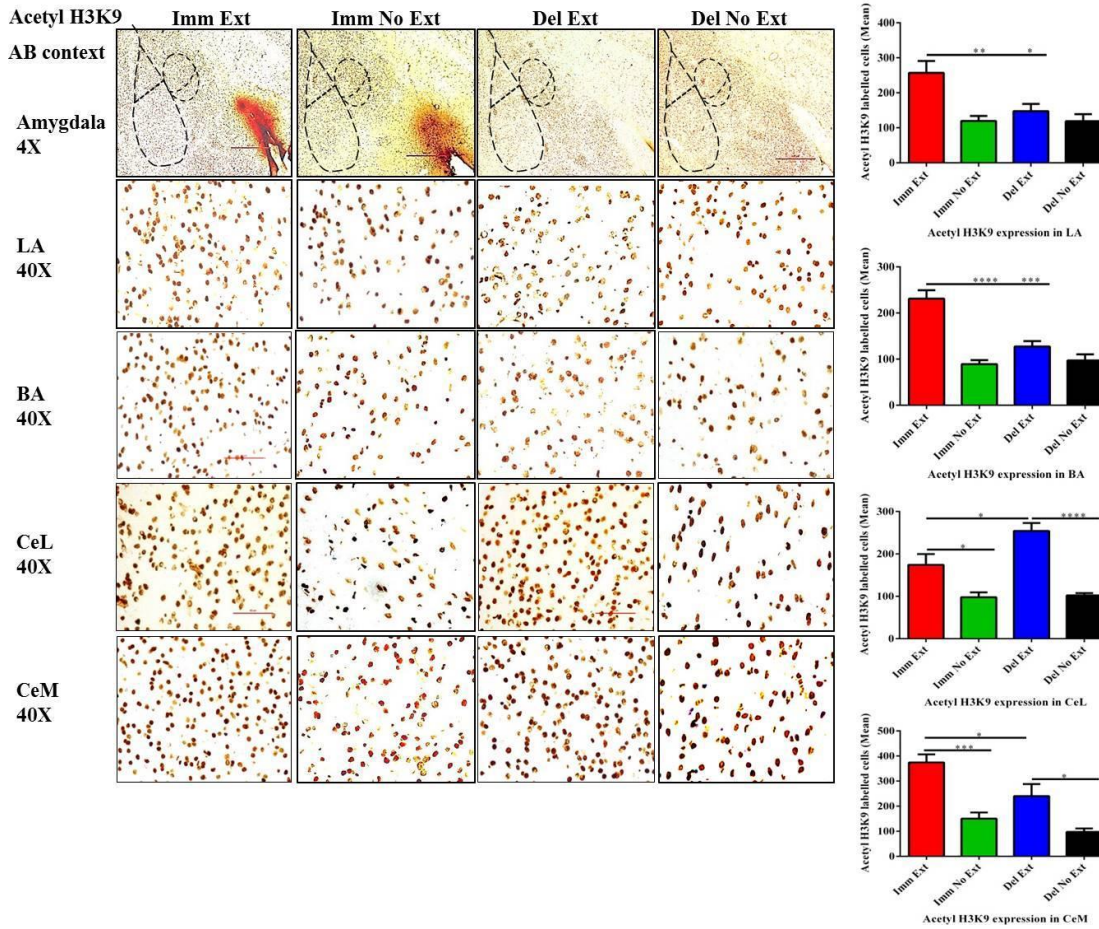 Acetyl H3K9
Imm Ext
Imm No Ext
Del Ext
Del No Ext
AB context
Amygdala
4X
LA
40X
BA
40X
CeL
40X
CeM
40X
Acetyl H3K9 labelled cells (Mean)
400
300
200
100
0
** *
Imm Ext
Imm No Ext
Del Ext
Del No Ext
Acetyl H3K9 expression in LA
Acetyl H3K9 labelled cells (Mean)
300
200
100
0
**** ***
Imm Ext
Imm No Ext
Del Ext
Del No Ext
Acetyl H3K9 expression in BA
Acetyl H3K9 labelled cells (Mean)
300
200
100
0
* ****
*
Imm Ext
Imm No Ext
Del Ext
Del No Ext
Acetyl H3K9 expression in CeL
Acetyl H3K9 labelled cells (Mean)
500
400
300
200
100
0
*
***
*
Imm Ext
Imm No Ext
Del Ext
Del No Ext
Acetyl H3K9 expression in CeM